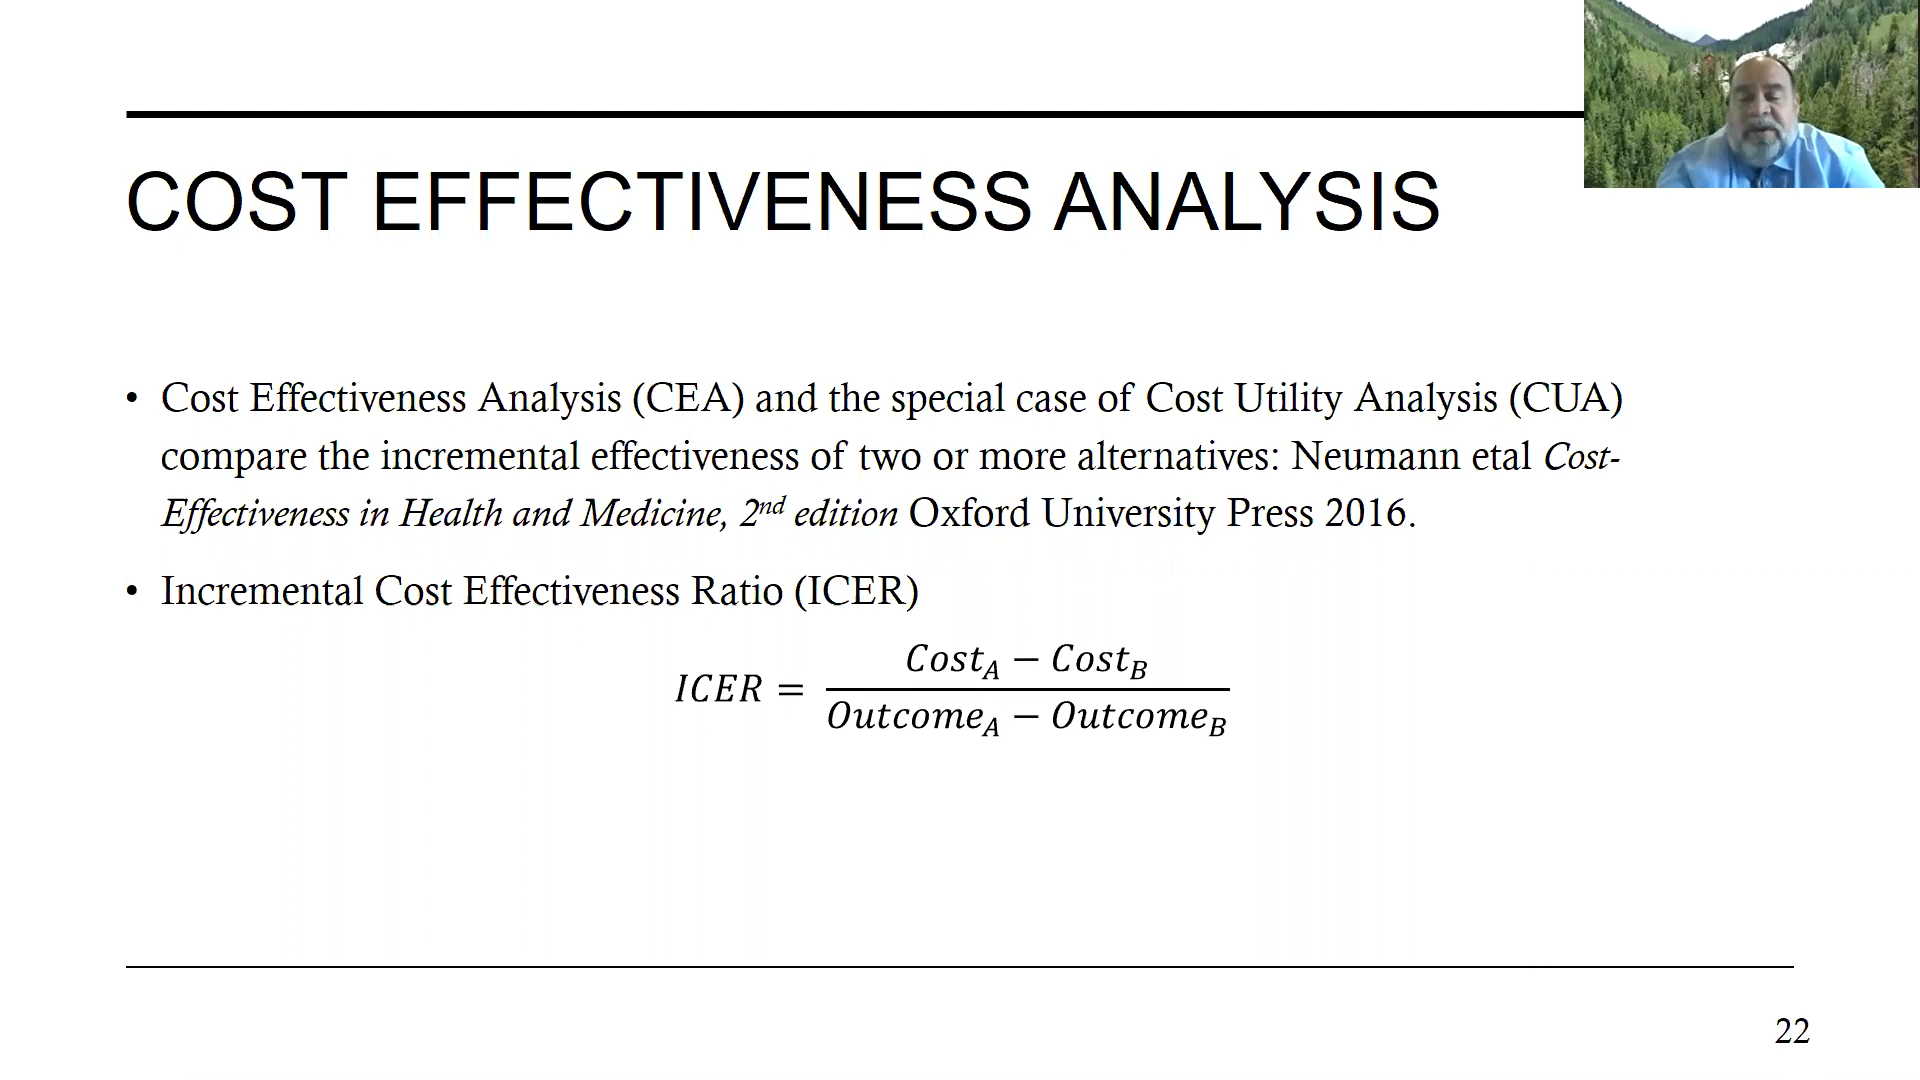 COST EFFECTIVENESS ANALYSIS
• Cost Effectiveness Analysis (CEA) and the special case of Cost Utility Analysis (CUA)
compare the incremental effectiveness of two or more alternatives: Neumann etal Cost-
Effectiveness in Health and Medicine, 2nd edition Oxford University Press 2016.
• Incremental Cost Effectiveness Ratio (ICER)
ICER = (Cost_A − Cost_B) / (Outcome_A − Outcome_B)
22